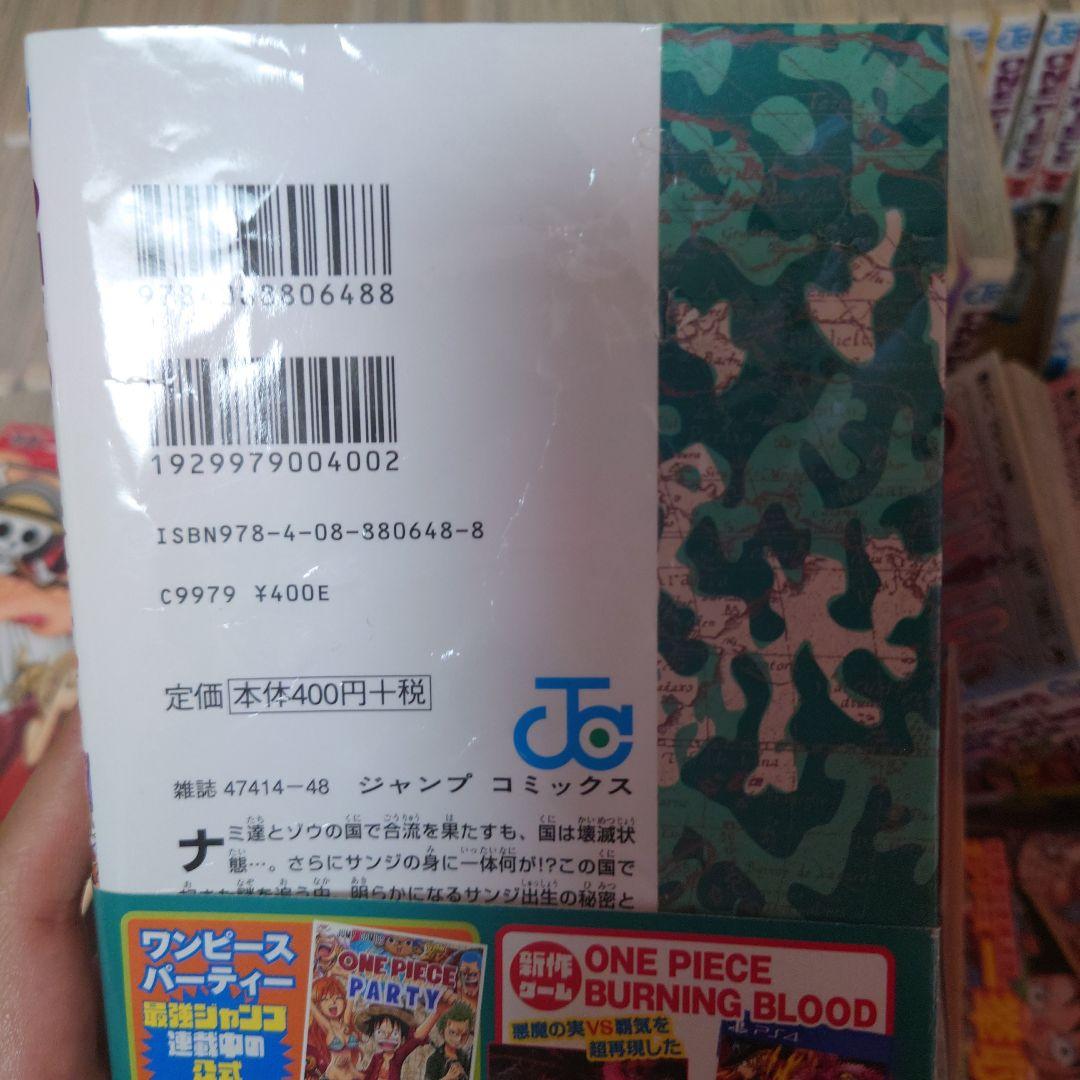 1929979004002
ISBN978-4-08-880648-8
C9979 ¥400E
定価 本体400円+税
雑誌 47414-48 ジャンプ コミックス
ナミ達とゾウの国で合流を果たすも、国は壊滅状
態…。さらにサンジの身に一体何が!?この国で
明らかになるサンジ出生の秘密と
ワンピース
パーティー
最強ジャンプ
連載中の
公式
ONE PIECE
PARTY
新作
ゲーム
ONE PIECE
BURNING BLOOD
悪魔の実VS覇気を
超再現した
PS4